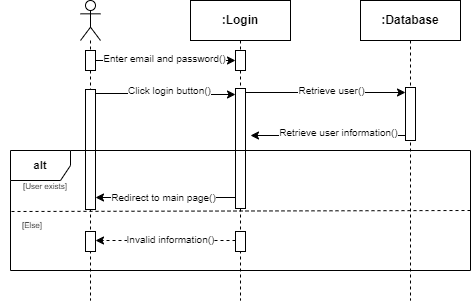 :Login
:Database
Enter email and password()
Click login button()
Retrieve user()
Retrieve user information()
alt
[User exists]
Redirect to main page()
[Else]
Invalid information()